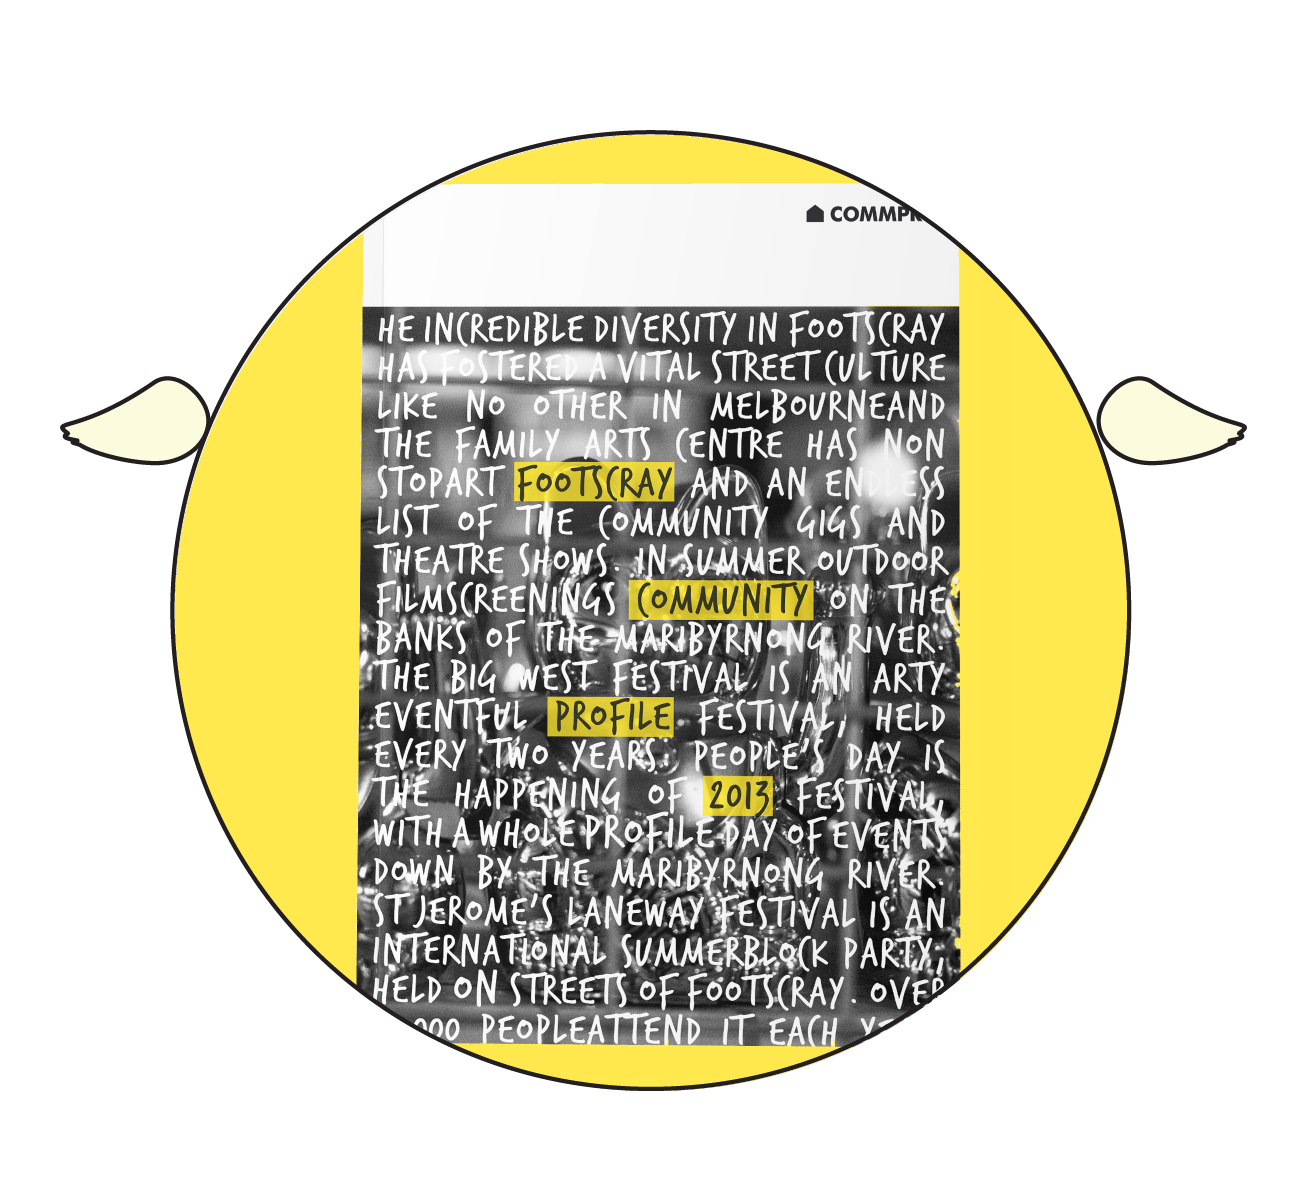 COMMPR
HE INCREDIBLE DIVERSITY IN FOOTSCRAY
HAS FOSTERED A VITAL STREET CULTURE
LIKE NO OTHER IN MELBOURNEAND
THE FAMILY ARTS CENTRE HAS NON
STOPART FOOTSCRAY AND AN ENDLESS
LIST OF THE COMMUNITY GIGS AND
THEATRE SHOWS. IN SUMMER OUTDOOR
FILMSCREENINGS COMMUNITY ON THE
BANKS OF THE MARIBYRNONG RIVER.
THE BIG WEST FESTIVAL IS AN ARTY
EVENTFUL PROFILE FESTIVAL, HELD
EVERY TWO YEARS. PEOPLE'S DAY IS
THE HAPPENING OF 2013 FESTIVAL,
WITH A WHOLE PROFILE DAY OF EVENTS
DOWN BY THE MARIBYRNONG RIVER.
ST JEROME'S LANEWAY FESTIVAL IS AN
INTERNATIONAL SUMMERBLOCK PARTY,
HELD ON STREETS OF FOOTSCRAY. OVER
000 PEOPLEATTEND IT EACH